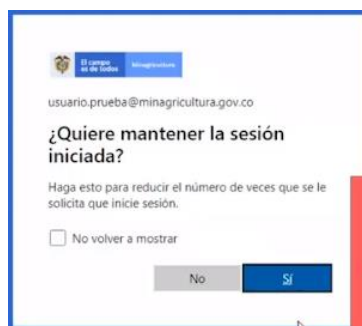 El campo
es de todos
Minagricultura
usuario.prueba@minagricultura.gov.co
¿Quiere mantener la sesión
iniciada?
Haga esto para reducir el número de veces que se le
solicita que inicie sesión.
No volver a mostrar
No
Sí